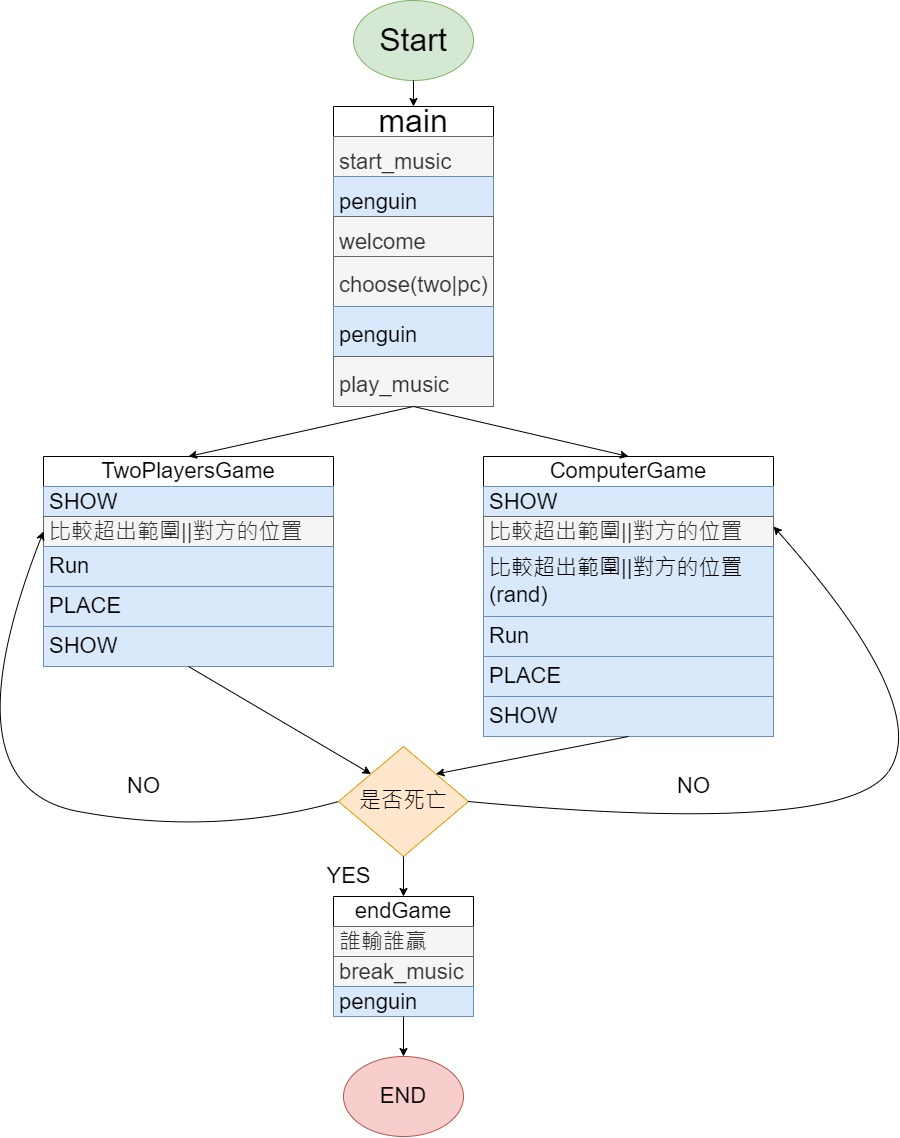 Start
main
start_music
penguin
welcome
choose(two|pc)
penguin
play_music
TwoPlayersGame
SHOW
比較超出範圍||對方的位置
Run
PLACE
SHOW
ComputerGame
SHOW
比較超出範圍||對方的位置
比較超出範圍||對方的位置
(rand)
Run
PLACE
SHOW
NO
是否死亡
NO
YES
endGame
誰輸誰贏
break_music
penguin
END